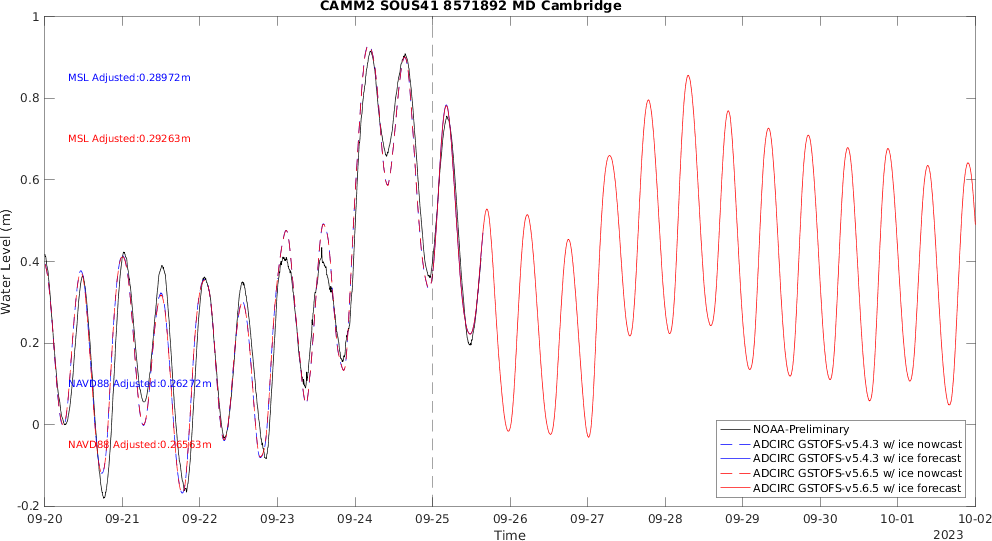 CAMM2 SOUS41 8571892 MD Cambridge
1
0.8
0.6
0.4
0.2
0
-0.2
Water Level (m)
MSL Adjusted:0.28972m
MSL Adjusted:0.29263m
NAVD88 Adjusted:0.26272m
NAVD88 Adjusted:0.26563m
NOAA-Preliminary
ADCIRC GSTOFS-v5.4.3 w/ ice nowcast
ADCIRC GSTOFS-v5.4.3 w/ ice forecast
ADCIRC GSTOFS-v5.6.5 w/ ice nowcast
ADCIRC GSTOFS-v5.6.5 w/ ice forecast
09-20 09-21 09-22 09-23 09-24 09-25 09-26 09-27 09-28 09-29 09-30 10-01 10-02
Time
2023